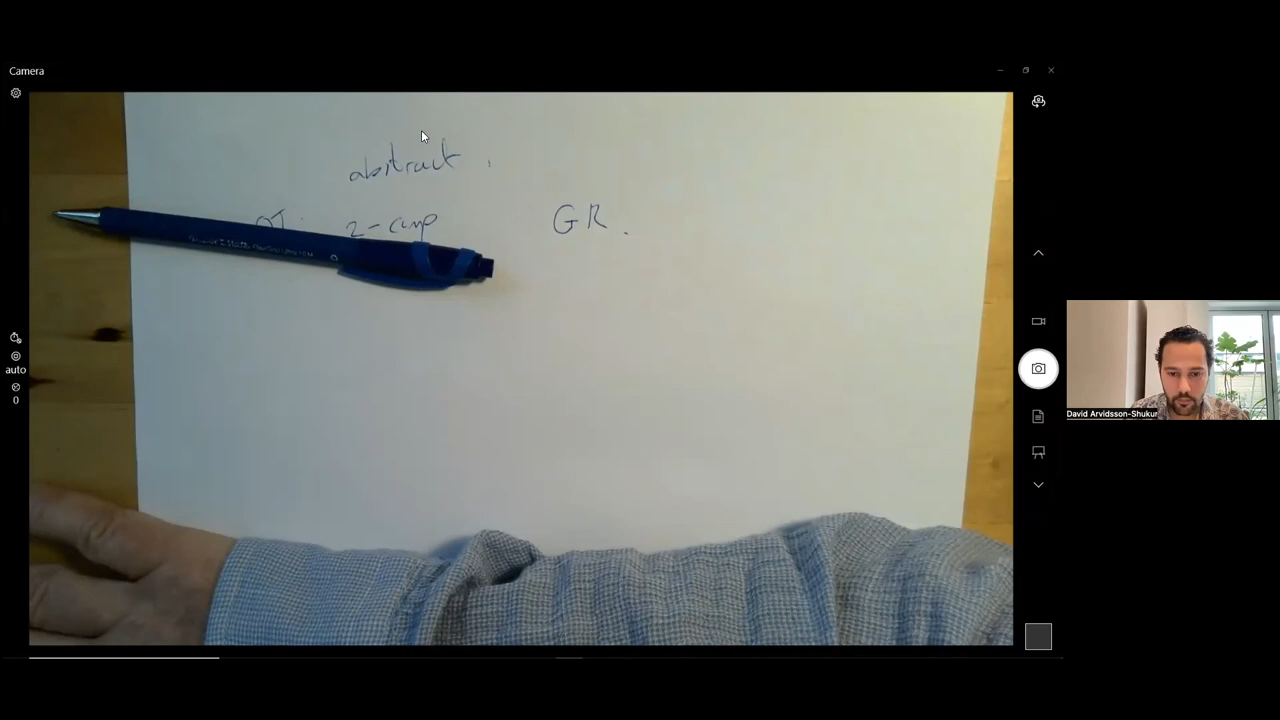 Camera
abstract .
2-comp GR.
auto
0
David Arvidsson-Shukur